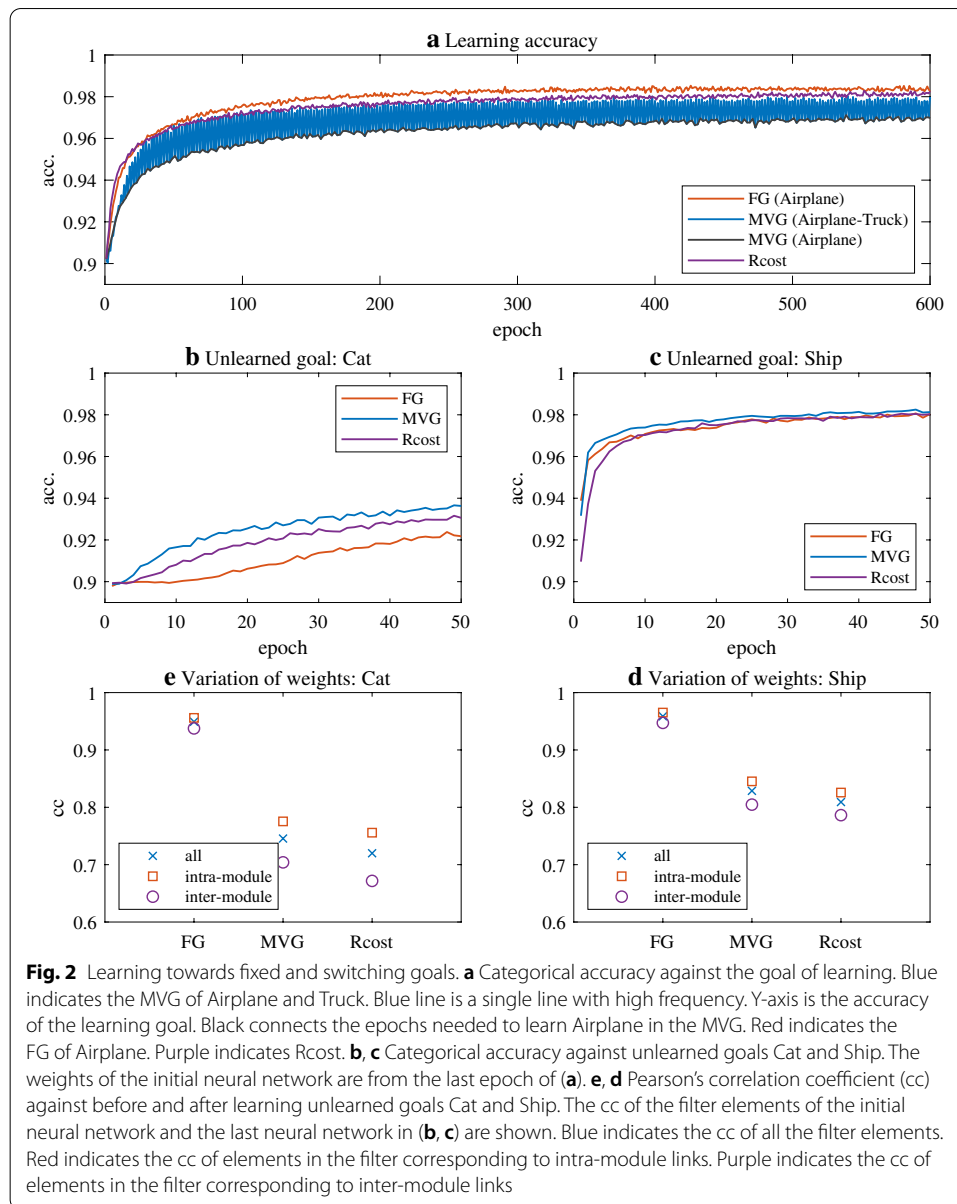 a Learning accuracy
1
0.98
0.96
0.94
0.92
0.9
acc.
0 100 200 300 400 500 600
epoch
FG (Airplane)
MVG (Airplane-Truck)
MVG (Airplane)
Rcost
b Unlearned goal: Cat
1
0.98
0.96
0.94
0.92
0.9
acc.
0 10 20 30 40 50
epoch
FG
MVG
Rcost
c Unlearned goal: Ship
1
0.98
0.96
0.94
0.92
0.9
acc.
0 10 20 30 40 50
epoch
FG
MVG
Rcost
e Variation of weights: Cat
1
0.9
0.8
0.7
0.6
cc
all
intra-module
inter-module
FG MVG Rcost
d Variation of weights: Ship
1
0.9
0.8
0.7
0.6
cc
all
intra-module
inter-module
FG MVG Rcost
Fig. 2 Learning towards fixed and switching goals. a Categorical accuracy against the goal of learning. Blue
indicates the MVG of Airplane and Truck. Blue line is a single line with high frequency. Y-axis is the accuracy
of the learning goal. Black connects the epochs needed to learn Airplane in the MVG. Red indicates the
FG of Airplane. Purple indicates Rcost. b, c Categorical accuracy against unlearned goals Cat and Ship. The
weights of the initial neural network are from the last epoch of (a). e, d Pearson's correlation coefficient (cc)
against before and after learning unlearned goals Cat and Ship. The cc of the filter elements of the initial
neural network and the last neural network in (b, c) are shown. Blue indicates the cc of all the filter elements.
Red indicates the cc of elements in the filter corresponding to intra-module links. Purple indicates the cc of
elements in the filter corresponding to inter-module links